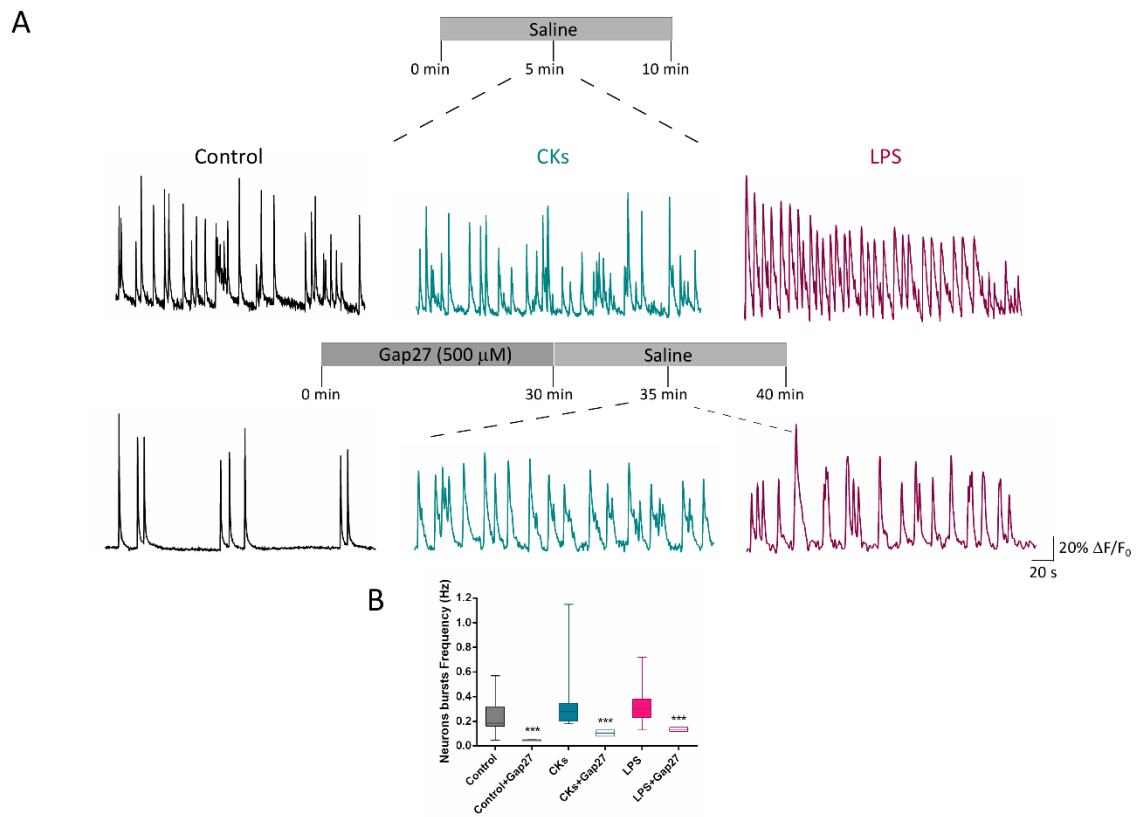 A
Saline
0 min 5 min 10 min
Control CKs LPS
Gap27 (500 μM) Saline
0 min 30 min 35 min 40 min
20% ΔF/F0
20 s
B
Neurons bursts Frequency (Hz)
1.2
1.0
0.8
0.6
0.4
0.2
0.0
*** *** ***
Control Control+Gap27 CKs CKs+Gap27 LPS LPS+Gap27